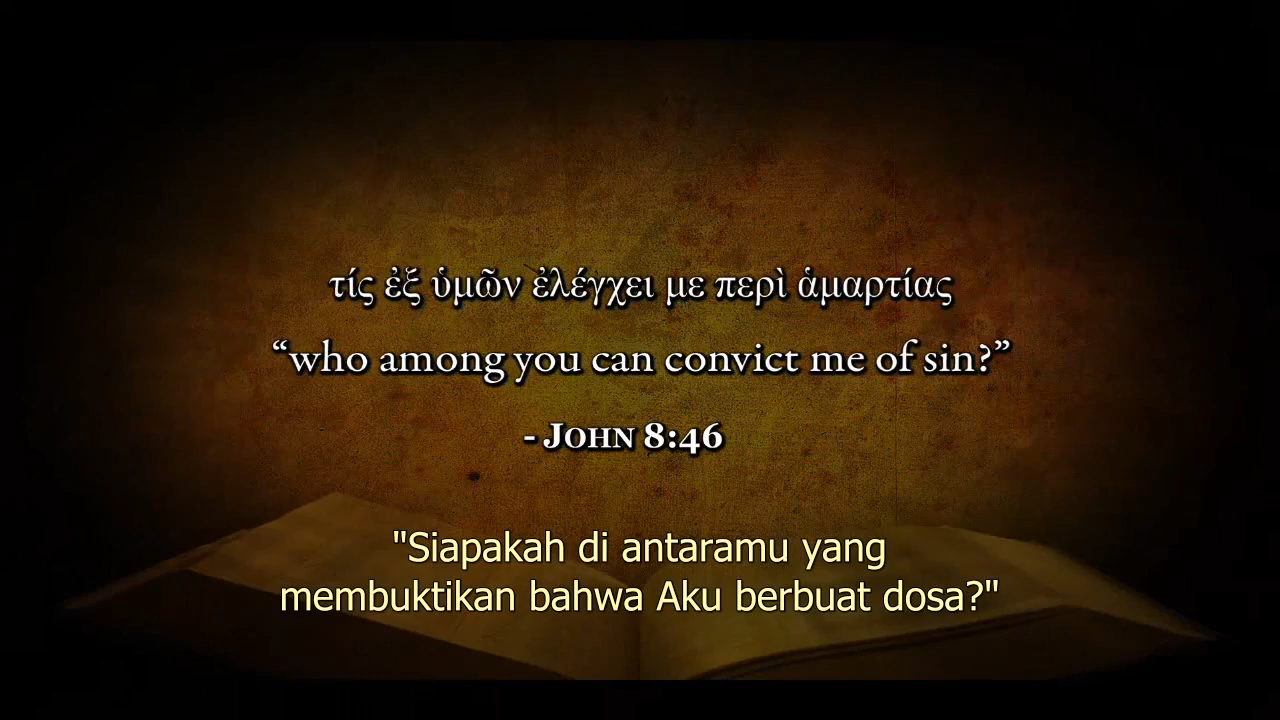 τίς ἐξ ὑμῶν ἐλέγχει με περὶ ἁμαρτίας
“who among you can convict me of sin?”
- John 8:46
"Siapakah di antaramu yang
membuktikan bahwa Aku berbuat dosa?"